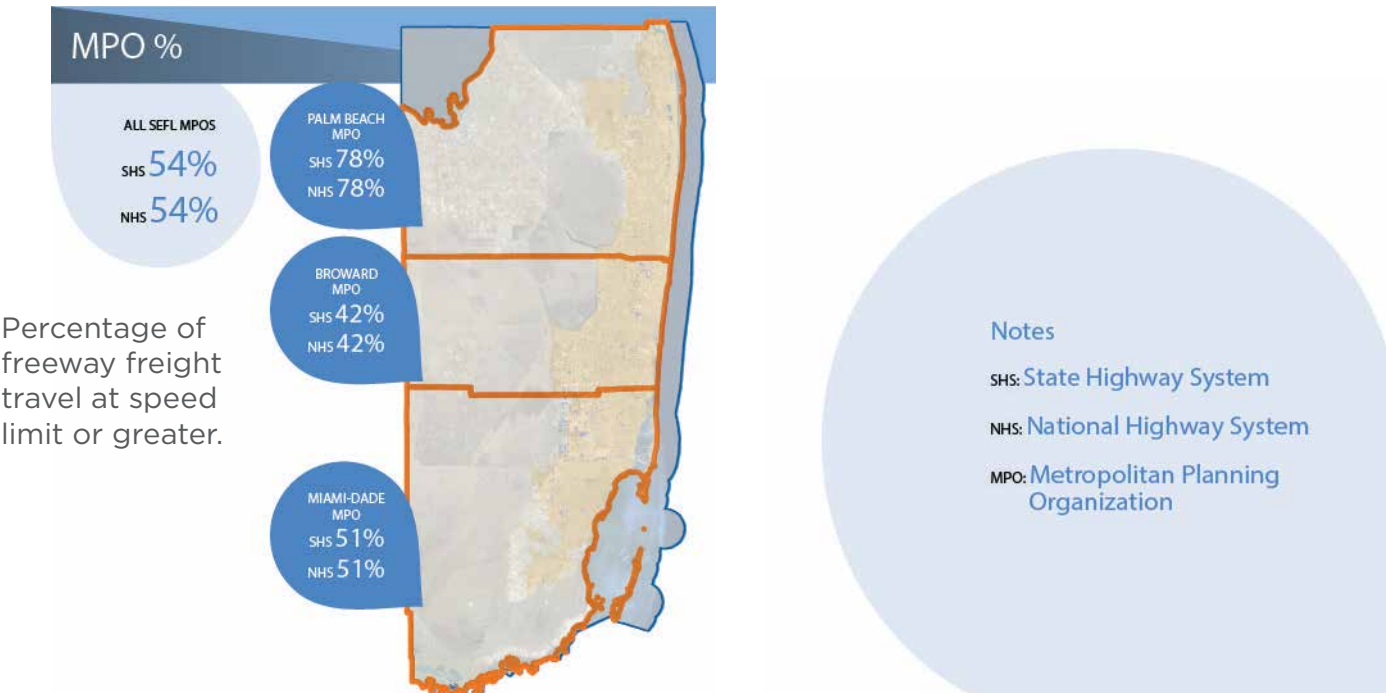 MPO %
ALL SEFL MPOS
SHS 54%
NHS 54%
PALM BEACH
MPO
SHS 78%
NHS 78%
BROWARD
MPO
SHS 42%
NHS 42%
MIAMI-DADE
MPO
SHS 51%
NHS 51%
Percentage of
freeway freight
travel at speed
limit or greater.
Notes
SHS: State Highway System
NHS: National Highway System
MPO: Metropolitan Planning
Organization